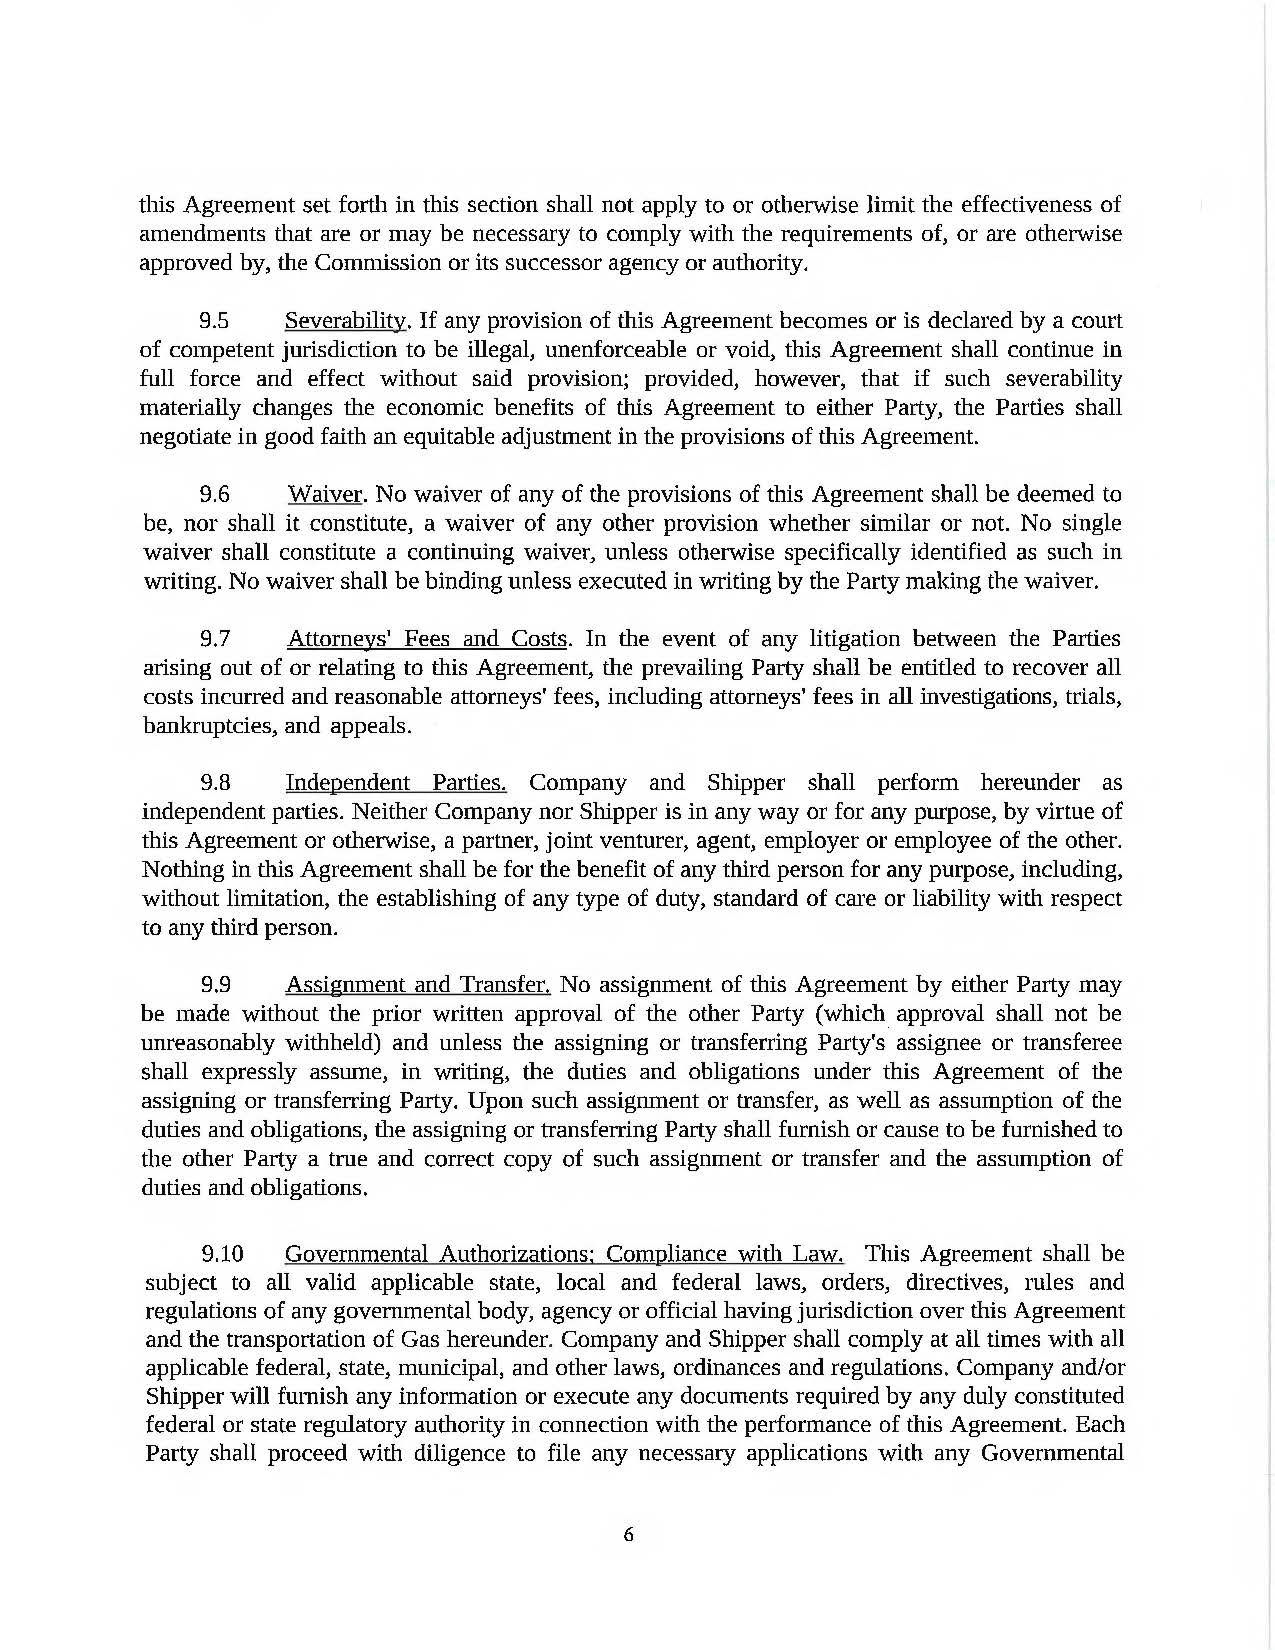 this Agreement set forth in this section shall not apply to or otherwise limit the effectiveness of
amendments that are or may be necessary to comply with the requirements of, or are otherwise
approved by, the Commission or its successor agency or authority.
9.5 Severability. If any provision of this Agreement becomes or is declared by a court
of competent jurisdiction to be illegal, unenforceable or void, this Agreement shall continue in
full force and effect without said provision; provided, however, that if such severability
materially changes the economic benefits of this Agreement to either Party, the Parties shall
negotiate in good faith an equitable adjustment in the provisions of this Agreement.
9.6 Waiver. No waiver of any of the provisions of this Agreement shall be deemed to
be, nor shall it constitute, a waiver of any other provision whether similar or not. No single
waiver shall constitute a continuing waiver, unless otherwise specifically identified as such in
writing. No waiver shall be binding unless executed in writing by the Party making the waiver.
9.7 Attorneys' Fees and Costs. In the event of any litigation between the Parties
arising out of or relating to this Agreement, the prevailing Party shall be entitled to recover all
costs incurred and reasonable attorneys' fees, including attorneys' fees in all investigations, trials,
bankruptcies, and appeals.
9.8 Independent Parties. Company and Shipper shall perform hereunder as
independent parties. Neither Company nor Shipper is in any way or for any purpose, by virtue of
this Agreement or otherwise, a partner, joint venturer, agent, employer or employee of the other.
Nothing in this Agreement shall be for the benefit of any third person for any purpose, including,
without limitation, the establishing of any type of duty, standard of care or liability with respect
to any third person.
9.9 Assignment and Transfer. No assignment of this Agreement by either Party may
be made without the prior written approval of the other Party (which approval shall not be
unreasonably withheld) and unless the assigning or transferring Party's assignee or transferee
shall expressly assume, in writing, the duties and obligations under this Agreement of the
assigning or transferring Party. Upon such assignment or transfer, as well as assumption of the
duties and obligations, the assigning or transferring Party shall furnish or cause to be furnished to
the other Party a true and correct copy of such assignment or transfer and the assumption of
duties and obligations.
9.10 Governmental Authorizations; Compliance with Law. This Agreement shall be
subject to all valid applicable state, local and federal laws, orders, directives, rules and
regulations of any governmental body, agency or official having jurisdiction over this Agreement
and the transportation of Gas hereunder. Company and Shipper shall comply at all times with all
applicable federal, state, municipal, and other laws, ordinances and regulations. Company and/or
Shipper will furnish any information or execute any documents required by any duly constituted
federal or state regulatory authority in connection with the performance of this Agreement. Each
Party shall proceed with diligence to file any necessary applications with any Governmental
6